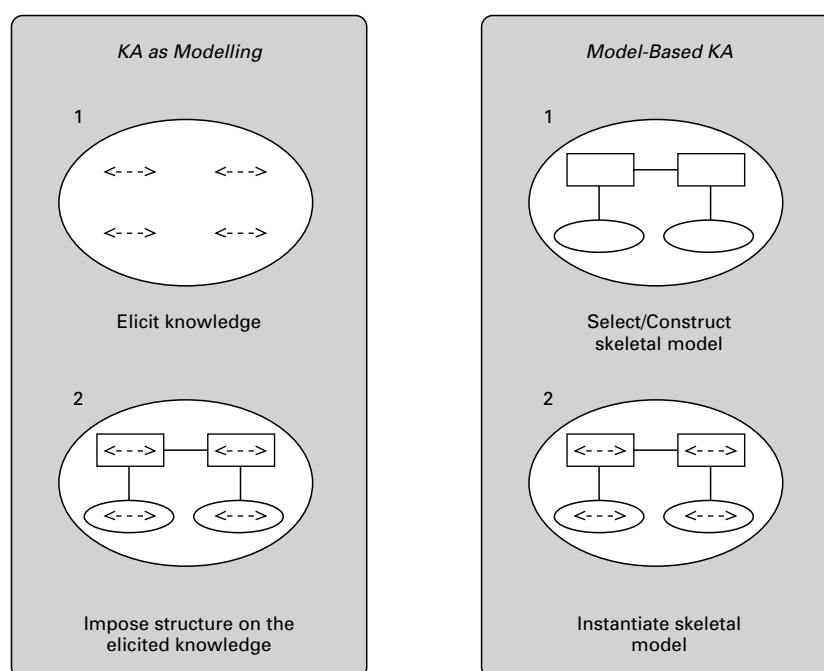 KA as Modelling
1
Elicit knowledge
2
Impose structure on the
elicited knowledge
Model-Based KA
1
Select/Construct
skeletal model
2
Instantiate skeletal
model